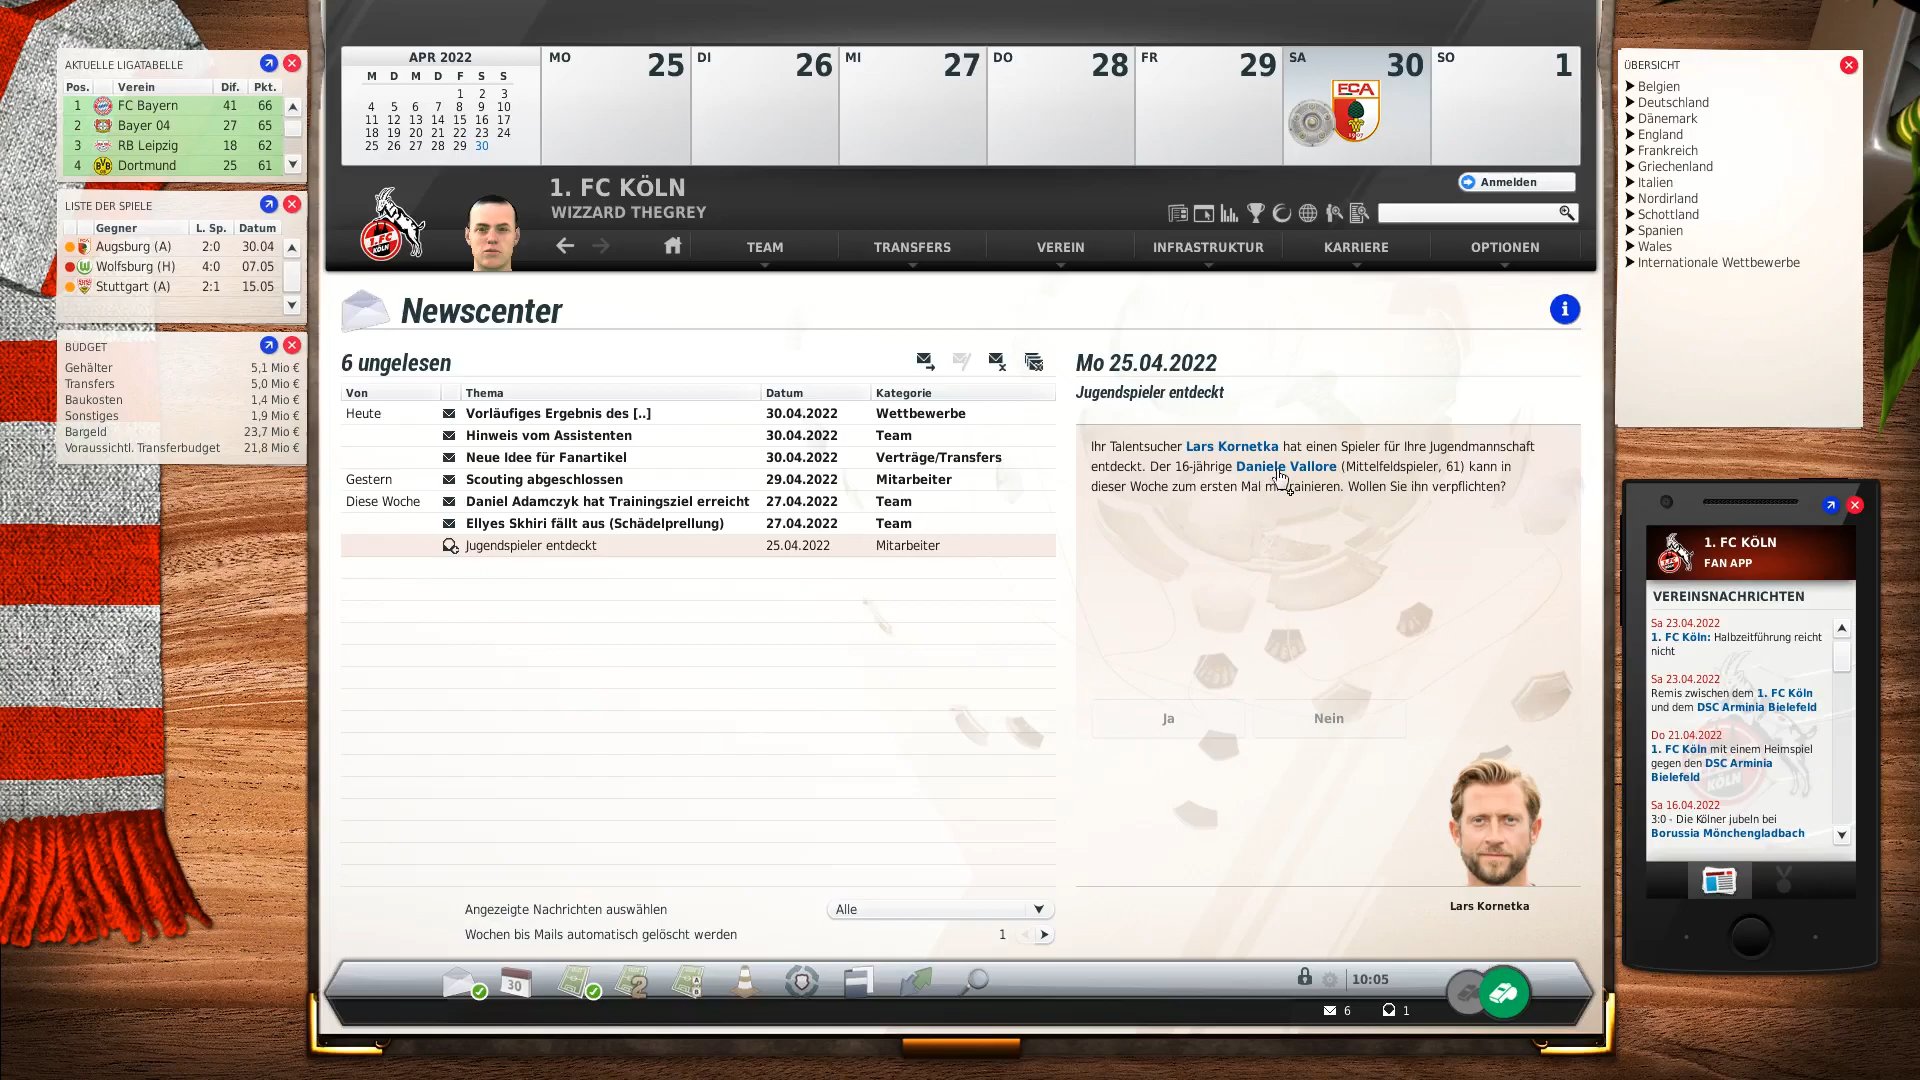 AKTUELLE LIGATABELLE
Pos. Verein Dif. Pkt.
1 FC Bayern 41 66
2 Bayer 04 27 65
3 RB Leipzig 18 62
4 Dortmund 25 61
LISTE DER SPIELE
Gegner L. Sp. Datum
Augsburg (A) 2:0 30.04
Wolfsburg (H) 4:0 07.05
Stuttgart (A) 2:1 15.05
BUDGET
Gehälter 5,1 Mio €
Transfers 5,0 Mio €
Baukosten 1,4 Mio €
Sonstiges 1,9 Mio €
Bargeld 23,7 Mio €
Voraussichtl. Transferbudget 21,8 Mio €
APR 2022
M D M D F S S
1 2 3
4 5 6 7 8 9 10
11 12 13 14 15 16 17
18 19 20 21 22 23 24
25 26 27 28 29 30
MO 25
DI 26
MI 27
DO 28
FR 29
SA 30
SO 1
FCA
1907
1. FC KÖLN
WIZZARD THEGREY
1.FC KÖLN
Anmelden
TEAM TRANSFERS VEREIN INFRASTRUKTUR KARRIERE OPTIONEN
Newscenter
6 ungelesen
Von Thema Datum Kategorie
Heute Vorläufiges Ergebnis des [..] 30.04.2022 Wettbewerbe
Hinweis vom Assistenten 30.04.2022 Team
Neue Idee für Fanartikel 30.04.2022 Verträge/Transfers
Gestern Scouting abgeschlossen 29.04.2022 Mitarbeiter
Diese Woche Daniel Adamczyk hat Trainingsziel erreicht 27.04.2022 Team
Ellyes Skhiri fällt aus (Schädelprellung) 27.04.2022 Team
Jugendspieler entdeckt 25.04.2022 Mitarbeiter
Angezeigte Nachrichten auswählen Alle
Wochen bis Mails automatisch gelöscht werden 1
Mo 25.04.2022
Jugendspieler entdeckt
Ihr Talentsucher Lars Kornetka hat einen Spieler für Ihre Jugendmannschaft
entdeckt. Der 16-jährige Daniele Vallore (Mittelfeldspieler, 61) kann in
dieser Woche zum ersten Mal mittrainieren. Wollen Sie ihn verpflichten?
Ja Nein
Lars Kornetka
30
2
10:05
6 1
ÜBERSICHT
Belgien
Deutschland
Dänemark
England
Frankreich
Griechenland
Italien
Nordirland
Schottland
Spanien
Wales
Internationale Wettbewerbe
1. FC KÖLN
FAN APP
VEREINSNACHRICHTEN
Sa 23.04.2022
1. FC Köln: Halbzeitführung reicht
nicht
Sa 23.04.2022
Remis zwischen dem 1. FC Köln
und dem DSC Arminia Bielefeld
Do 21.04.2022
1. FC Köln mit einem Heimspiel
gegen den DSC Arminia
Bielefeld
Sa 16.04.2022
3:0 - Die Kölner jubeln bei
Borussia Mönchengladbach